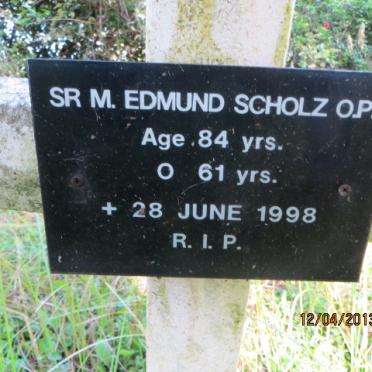 SR M. EDMUND SCHOLZ O.P.
Age 84 yrs.
O 61 yrs.
+ 28 JUNE 1998
R. I. P.
12/04/2013